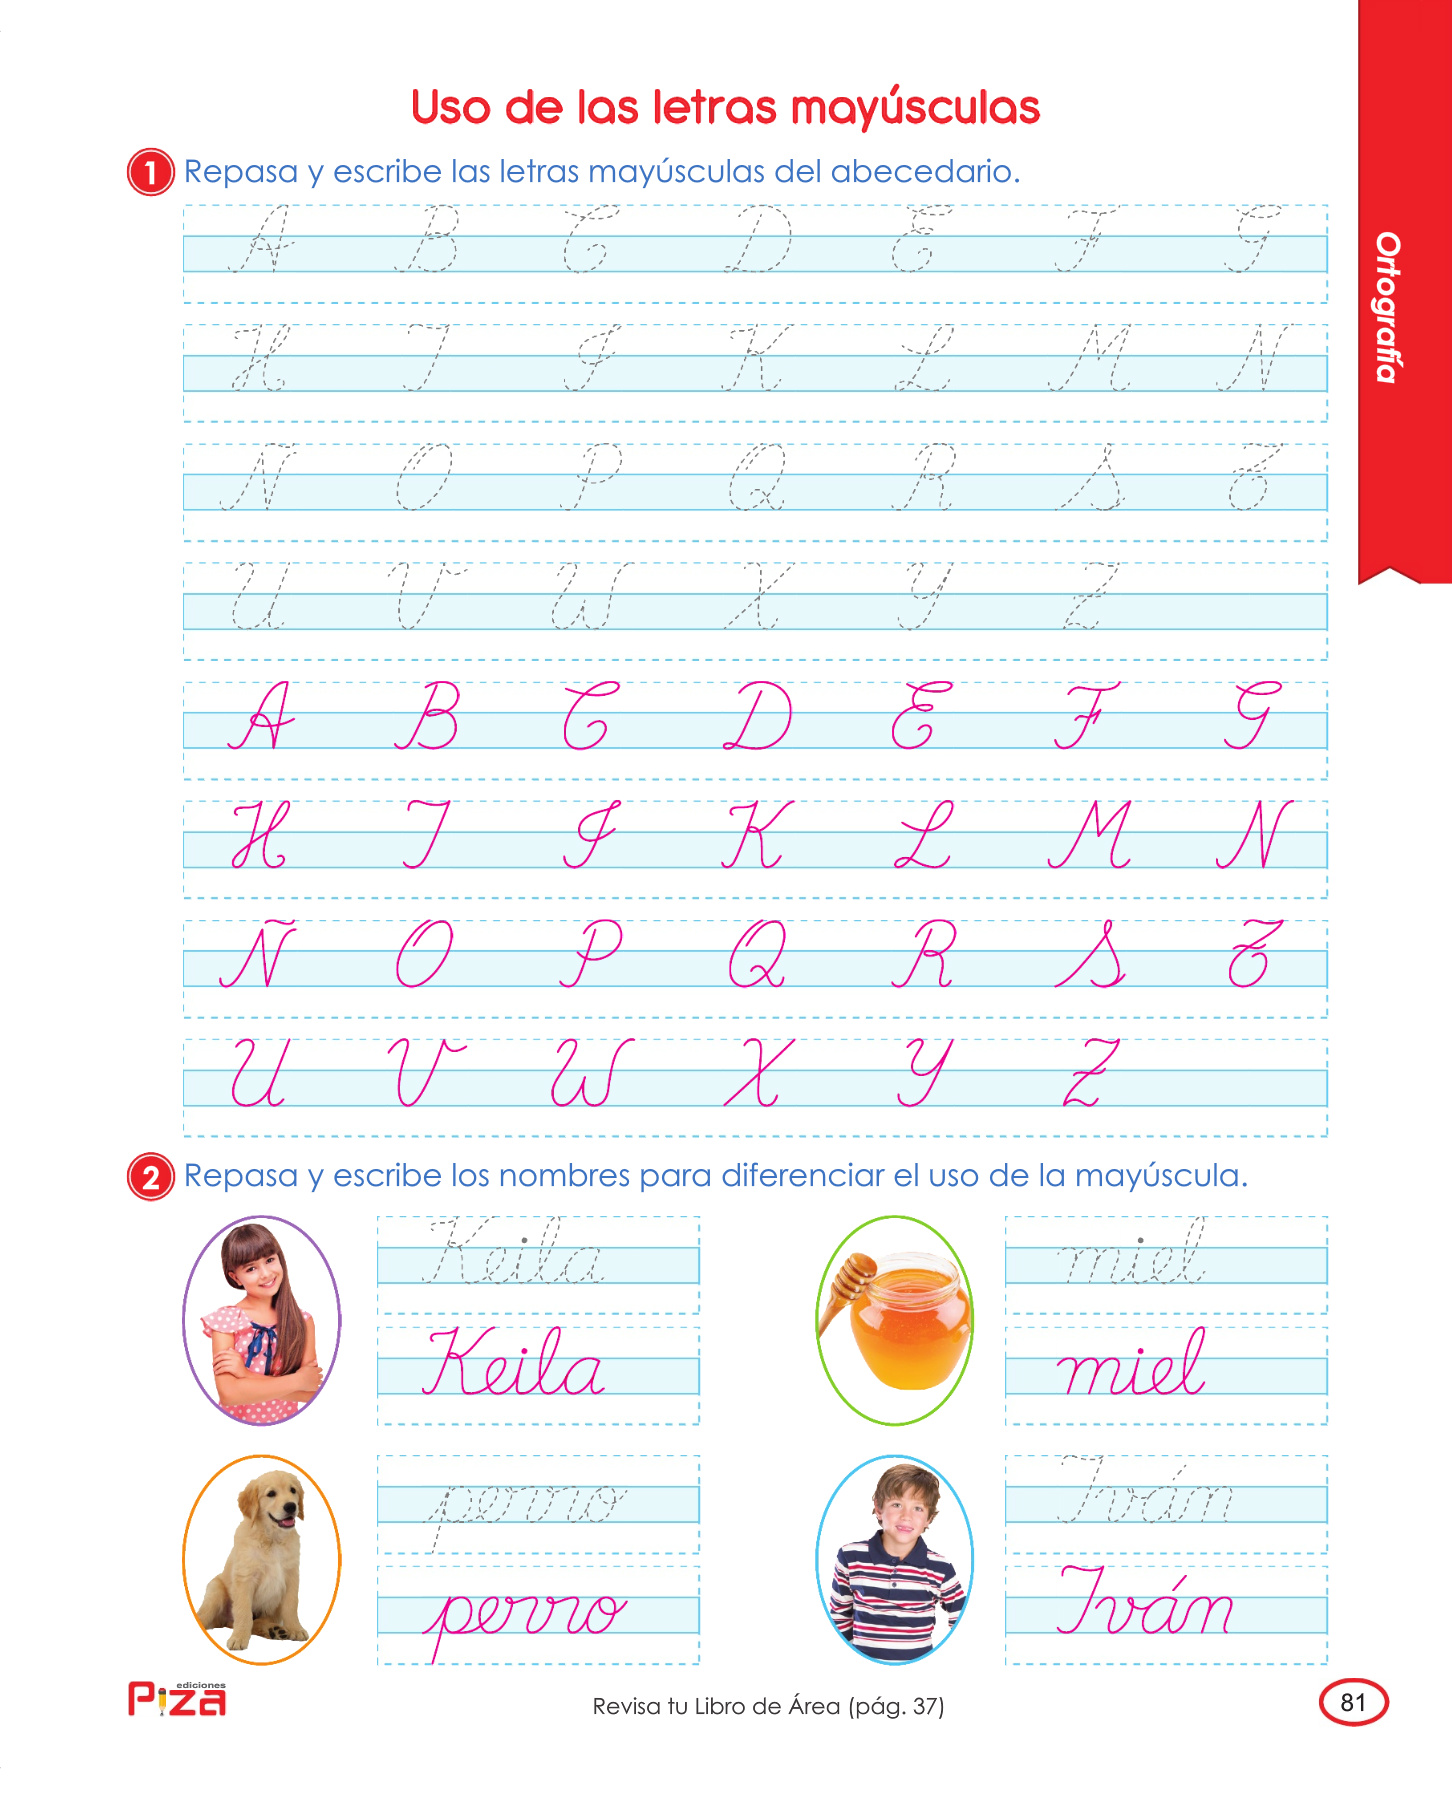 Uso de las letras mayúsculas
1 Repasa y escribe las letras mayúsculas del abecedario.
A B C D E F G
H I J K L M N
Ñ O P Q R S T
U V W X Y Z
A B C D E F G
H I J K L M N
Ñ O P Q R S T
U V W X Y Z
Ortografía
2 Repasa y escribe los nombres para diferenciar el uso de la mayúscula.
Keila miel
Keila miel
perro Iván
perro Iván
ediciones
Piza
Revisa tu Libro de Área (pág. 37)
81